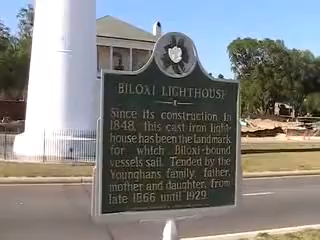 BILOXI LIGHTHOUSE
Since its construction in
1848, this cast iron light-
house has been the landmark
for which Biloxi-bound
vessels sail. Tended by the
Younghans family, father,
mother and daughter, from
late 1866 until 1929.